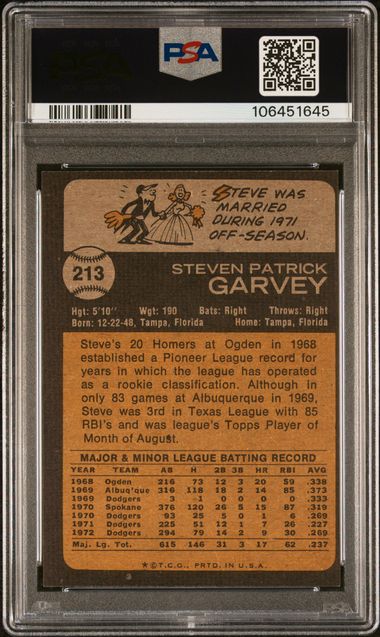 PSA
106451645
STEVE WAS
MARRIED
DURING 1971
OFF-SEASON.
213
STEVEN PATRICK
GARVEY
Hgt: 5'10" Wgt: 190 Bats: Right Throws: Right
Born: 12-22-48, Tampa, Florida Home: Tampa, Florida
Steve's 20 Homers at Ogden in 1968
established a Pioneer League record for
years in which the league has operated
as a rookie classification. Although in
only 83 games at Albuquerque in 1969,
Steve was 3rd in Texas League with 85
RBI's and was league's Topps Player of
Month of August.
MAJOR & MINOR LEAGUE BATTING RECORD
YEAR TEAM AB H 2B 3B HR RBI AVG
1968 Ogden 216 73 12 3 20 59 .338
1969 Albuq'que 316 118 18 2 14 85 .373
1969 Dodgers 3 1 0 0 0 0 .333
1970 Spokane 376 120 26 5 15 87 .319
1970 Dodgers 93 25 5 0 1 6 .269
1971 Dodgers 225 51 12 1 7 26 .227
1972 Dodgers 294 79 14 2 9 30 .269
Maj. Lg. Tot. 615 146 31 3 17 62 .237
*©T.C.G., PRTD. IN U.S.A.